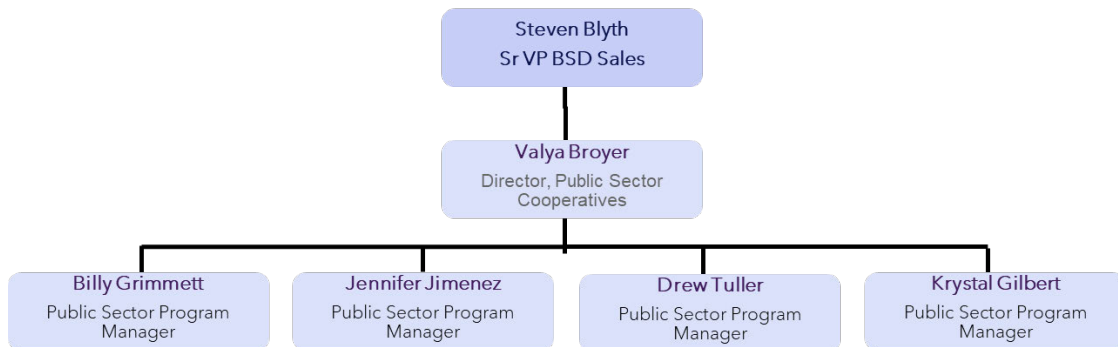 Steven Blyth
Sr VP BSD Sales
Valya Broyer
Director, Public Sector
Cooperatives
Billy Grimmett
Public Sector Program
Manager
Jennifer Jimenez
Public Sector Program
Manager
Drew Tuller
Public Sector Program
Manager
Krystal Gilbert
Public Sector Program
Manager